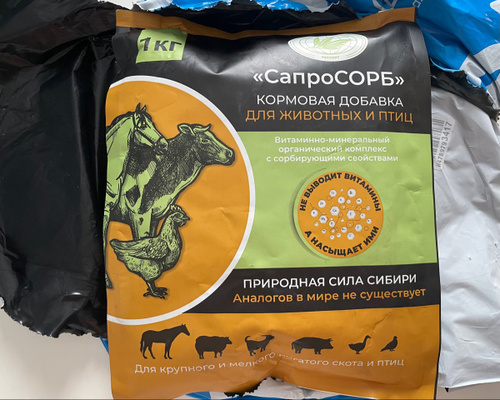 1 КГ
«СапроСОРБ»
КОРМОВАЯ ДОБАВКА
ДЛЯ ЖИВОТНЫХ И ПТИЦ
Витаминно-минеральный
органический комплекс
с сорбирующими свойствами
НЕ ВЫВОДИТ ВИТАМИНЫ
А НАСЫЩАЕТ ИМИ
ПРИРОДНАЯ СИЛА СИБИРИ
Аналогов в мире не существует
Для крупного и мелкого рогатого скота и птиц